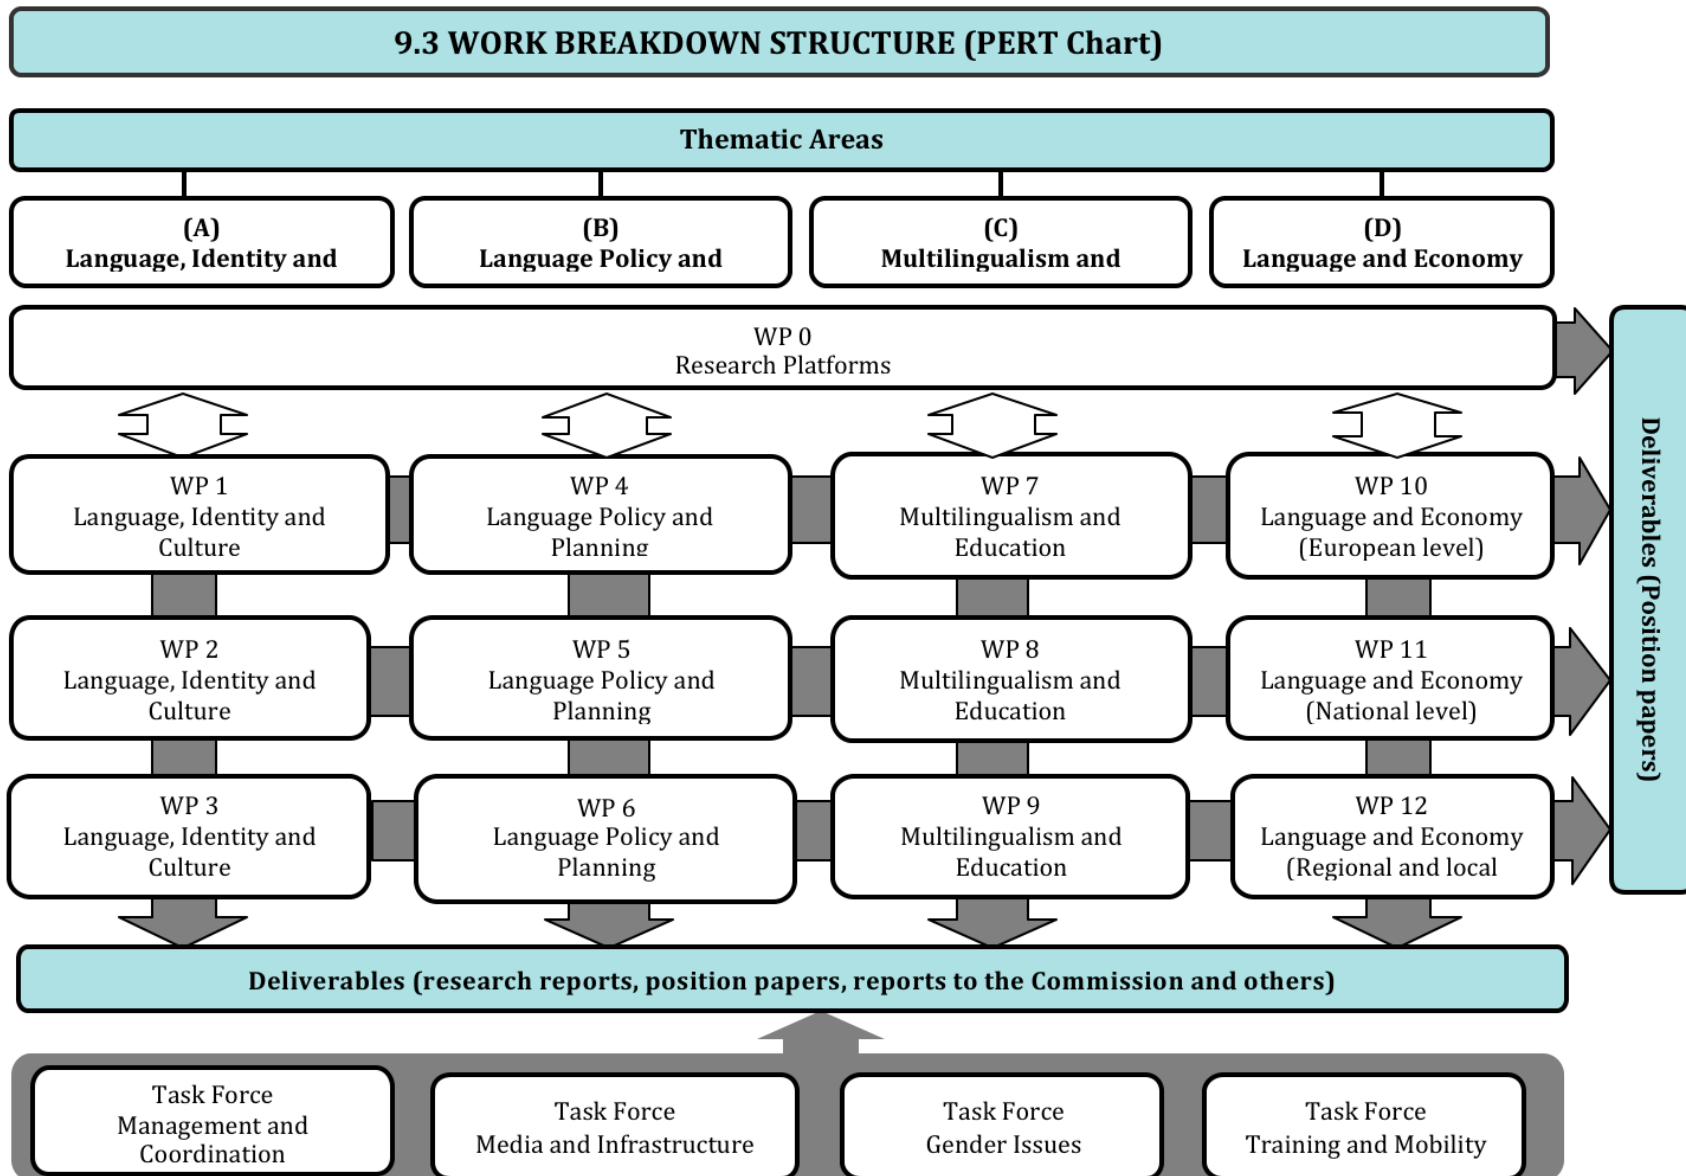 9.3 WORK BREAKDOWN STRUCTURE (PERT Chart)
Thematic Areas
(A)
Language, Identity and
(B)
Language Policy and
(C)
Multilingualism and
(D)
Language and Economy
WP 0
Research Platforms
WP 1
Language, Identity and
Culture
WP 4
Language Policy and
Planning
WP 7
Multilingualism and
Education
WP 10
Language and Economy
(European level)
WP 2
Language, Identity and
Culture
WP 5
Language Policy and
Planning
WP 8
Multilingualism and
Education
WP 11
Language and Economy
(National level)
WP 3
Language, Identity and
Culture
WP 6
Language Policy and
Planning
WP 9
Multilingualism and
Education
WP 12
Language and Economy
(Regional and local
Deliverables (Position papers)
Deliverables (research reports, position papers, reports to the Commission and others)
Task Force
Management and
Coordination
Task Force
Media and Infrastructure
Task Force
Gender Issues
Task Force
Training and Mobility